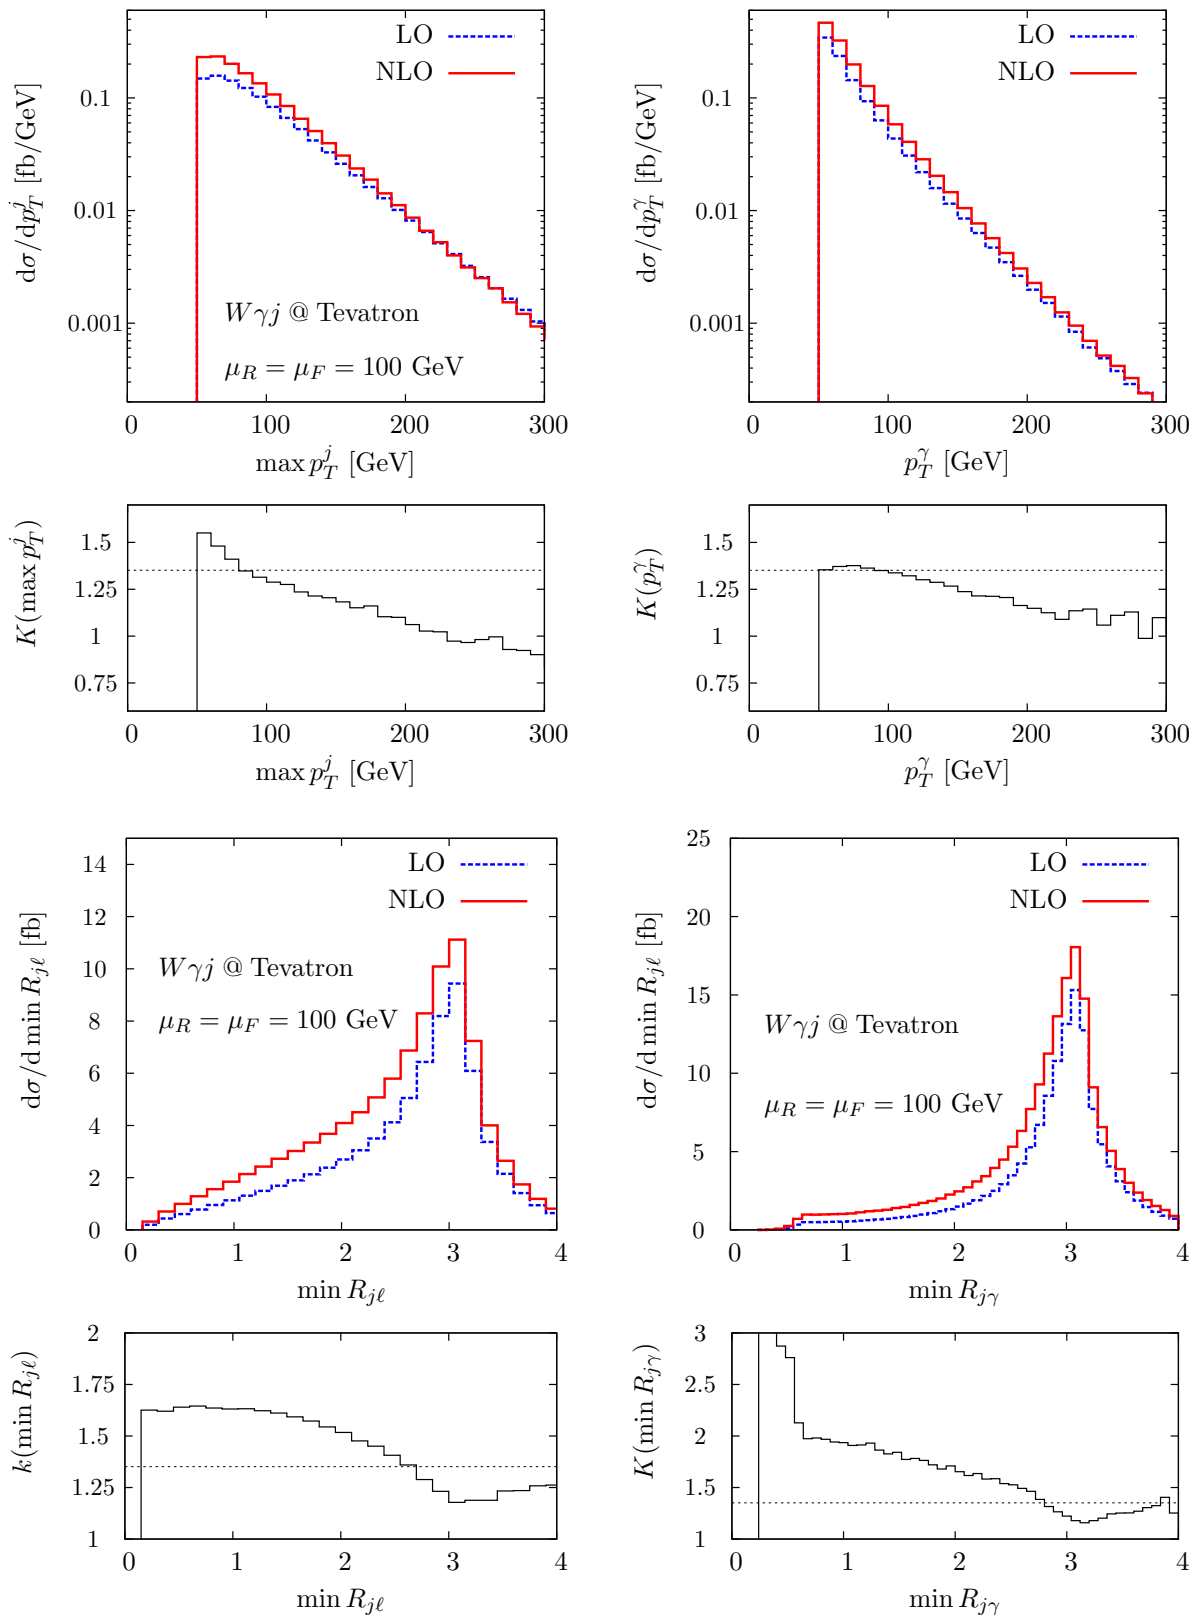 LO
NLO
dσ/dp_T^j [fb/GeV]
0.1
0.01
0.001
Wγj @ Tevatron
μ_R = μ_F = 100 GeV
0 100 200 300
max p_T^j [GeV]
LO
NLO
dσ/dp_T^γ [fb/GeV]
0.1
0.01
0.001
0 100 200 300
p_T^γ [GeV]
K(max p_T^j)
1.5
1.25
1
0.75
0 100 200 300
max p_T^j [GeV]
K(p_T^γ)
1.5
1.25
1
0.75
0 100 200 300
p_T^γ [GeV]
LO
NLO
dσ/d min R_jℓ [fb]
14
12
10
8
6
4
2
0
Wγj @ Tevatron
μ_R = μ_F = 100 GeV
0 1 2 3 4
min R_jℓ
LO
NLO
dσ/d min R_jℓ [fb]
25
20
15
10
5
0
Wγj @ Tevatron
μ_R = μ_F = 100 GeV
0 1 2 3 4
min R_jγ
k(min R_jℓ)
2
1.75
1.5
1.25
1
0 1 2 3 4
min R_jℓ
K(min R_jγ)
3
2.5
2
1.5
1
0 1 2 3 4
min R_jγ